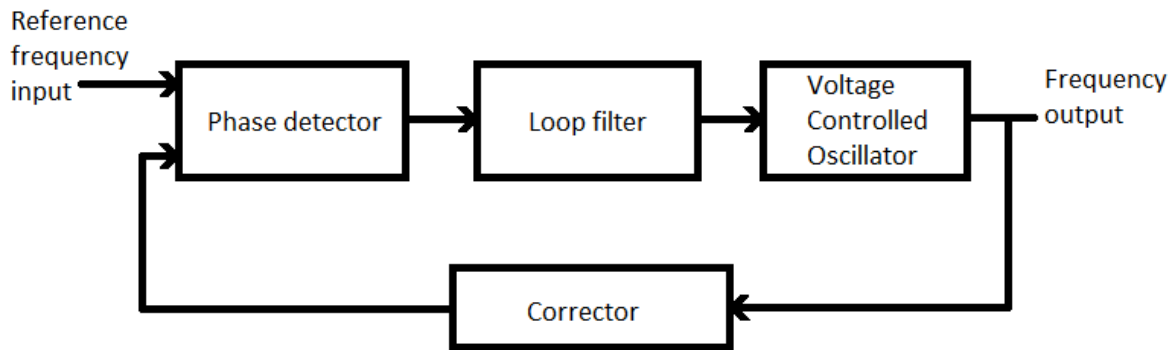 Reference
frequency
input
Phase detector
Loop filter
Voltage
Controlled
Oscillator
Frequency
output
Corrector